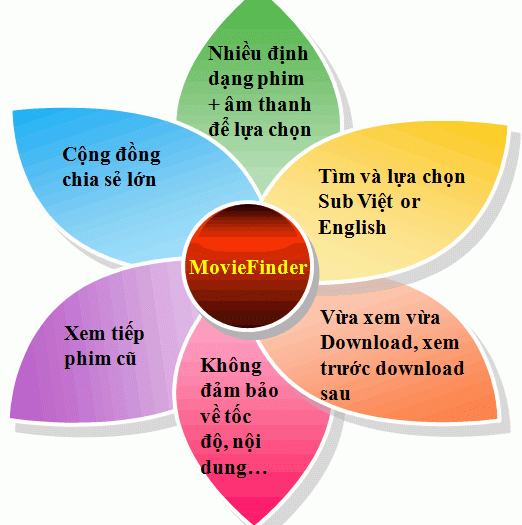 Nhiều định
dạng phim
+ âm thanh
để lựa chọn
Cộng đồng
chia sẻ lớn
Tìm và lựa chọn
Sub Việt or
English
MovieFinder
Xem tiếp
phim cũ
Vừa xem vừa
Download, xem
trước download
sau
Không
đảm bảo
về tốc
độ, nội
dung...